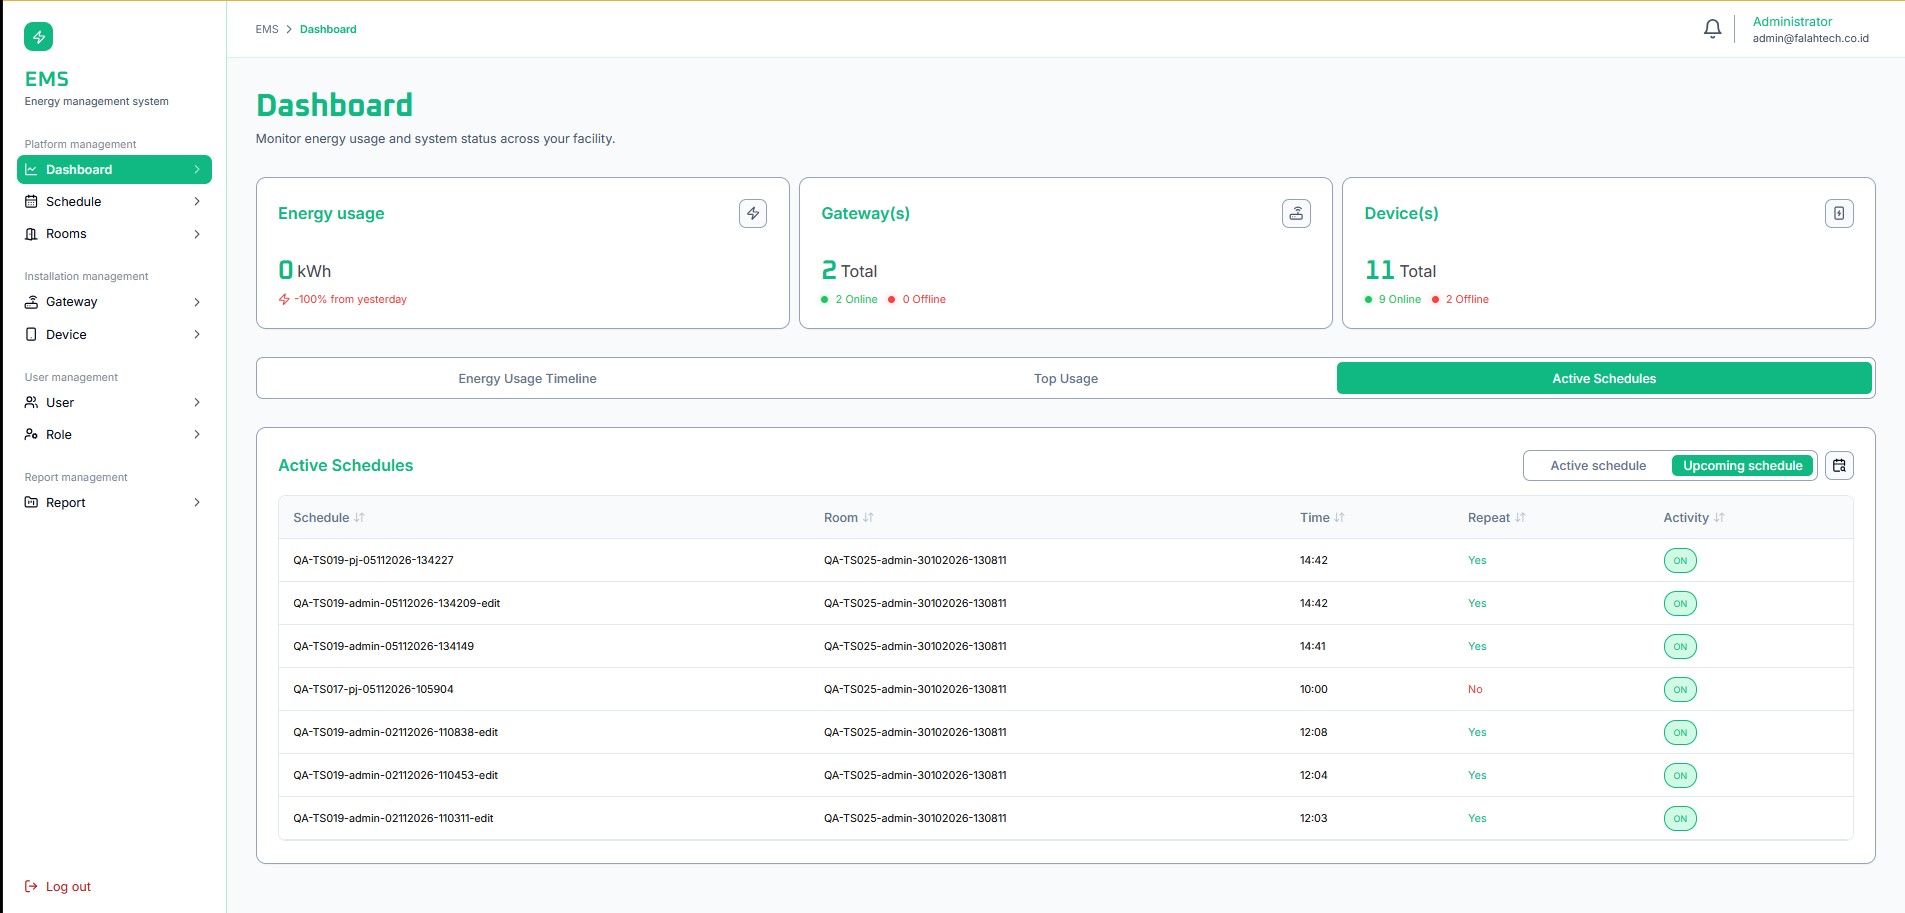 EMS
Energy management system
Platform management
Dashboard
Schedule
Rooms
Installation management
Gateway
Device
User management
User
Role
Report management
Report
Log out
EMS > Dashboard
Administrator
admin@falahtech.co.id
Dashboard
Monitor energy usage and system status across your facility.
Energy usage
0 kWh
-100% from yesterday
Gateway(s)
2 Total
2 Online 0 Offline
Device(s)
11 Total
9 Online 2 Offline
Energy Usage Timeline Top Usage Active Schedules
Active Schedules
Active schedule Upcoming schedule
Schedule Room Time Repeat Activity
QA-TS019-pj-05112026-134227 QA-TS025-admin-30102026-130811 14:42 Yes ON
QA-TS019-admin-05112026-134209-edit QA-TS025-admin-30102026-130811 14:42 Yes ON
QA-TS019-admin-05112026-134149 QA-TS025-admin-30102026-130811 14:41 Yes ON
QA-TS017-pj-05112026-105904 QA-TS025-admin-30102026-130811 10:00 No ON
QA-TS019-admin-02112026-110838-edit QA-TS025-admin-30102026-130811 12:08 Yes ON
QA-TS019-admin-02112026-110453-edit QA-TS025-admin-30102026-130811 12:04 Yes ON
QA-TS019-admin-02112026-110311-edit QA-TS025-admin-30102026-130811 12:03 Yes ON